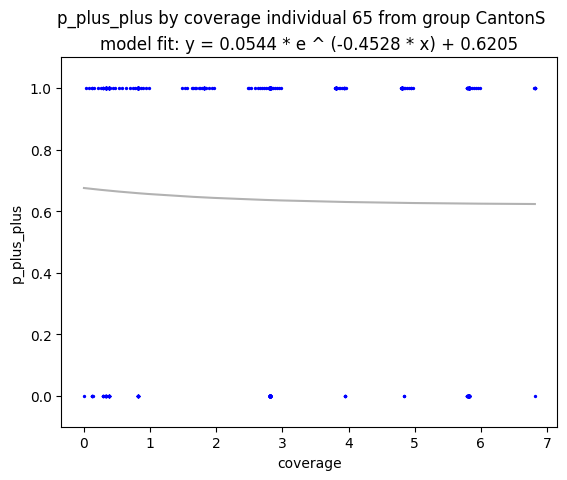 p_plus_plus by coverage individual 65 from group CantonS
model fit: y = 0.0544 * e ^ (-0.4528 * x) + 0.6205
1.0
0.8
0.6
0.4
0.2
0.0
p_plus_plus
0 1 2 3 4 5 6 7
coverage